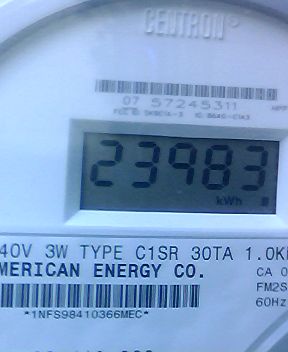 CENTRON®
07 57245311
23983
kWh
40V 3W TYPE C1SR 30TA 1.0K
MERICAN ENERGY CO.
CA 0
FM2S
60Hz
*1NFS98410366MEC*